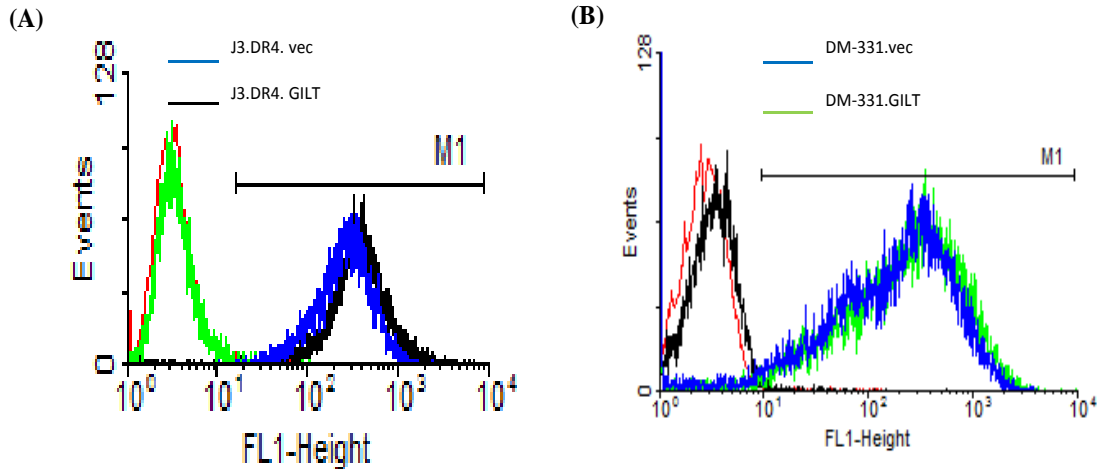 (A)
J3.DR4. vec
J3.DR4. GILT
128
M1
Events
0
10^0 10^1 10^2 10^3 10^4
FL1-Height
(B)
DM-331.vec
DM-331.GILT
128
M1
Events
0
10^0 10^1 10^2 10^3 10^4
FL1-Height